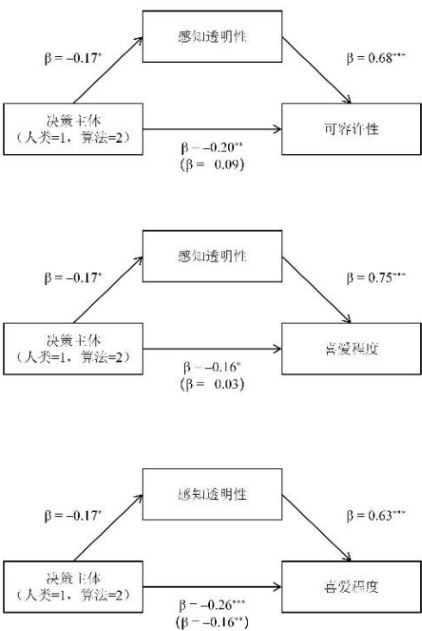 感知透明性
β = –0.17*
β = 0.68***
决策主体
（人类=1，算法=2）
可容许性
β = –0.20**
(β = 0.09)
感知透明性
β = –0.17*
β = 0.75***
决策主体
（人类=1，算法=2）
喜爱程度
β = –0.16*
(β = 0.03)
感知透明性
β = –0.17*
β = 0.63***
决策主体
（人类=1，算法=2）
喜爱程度
β = –0.26***
(β = –0.16**)